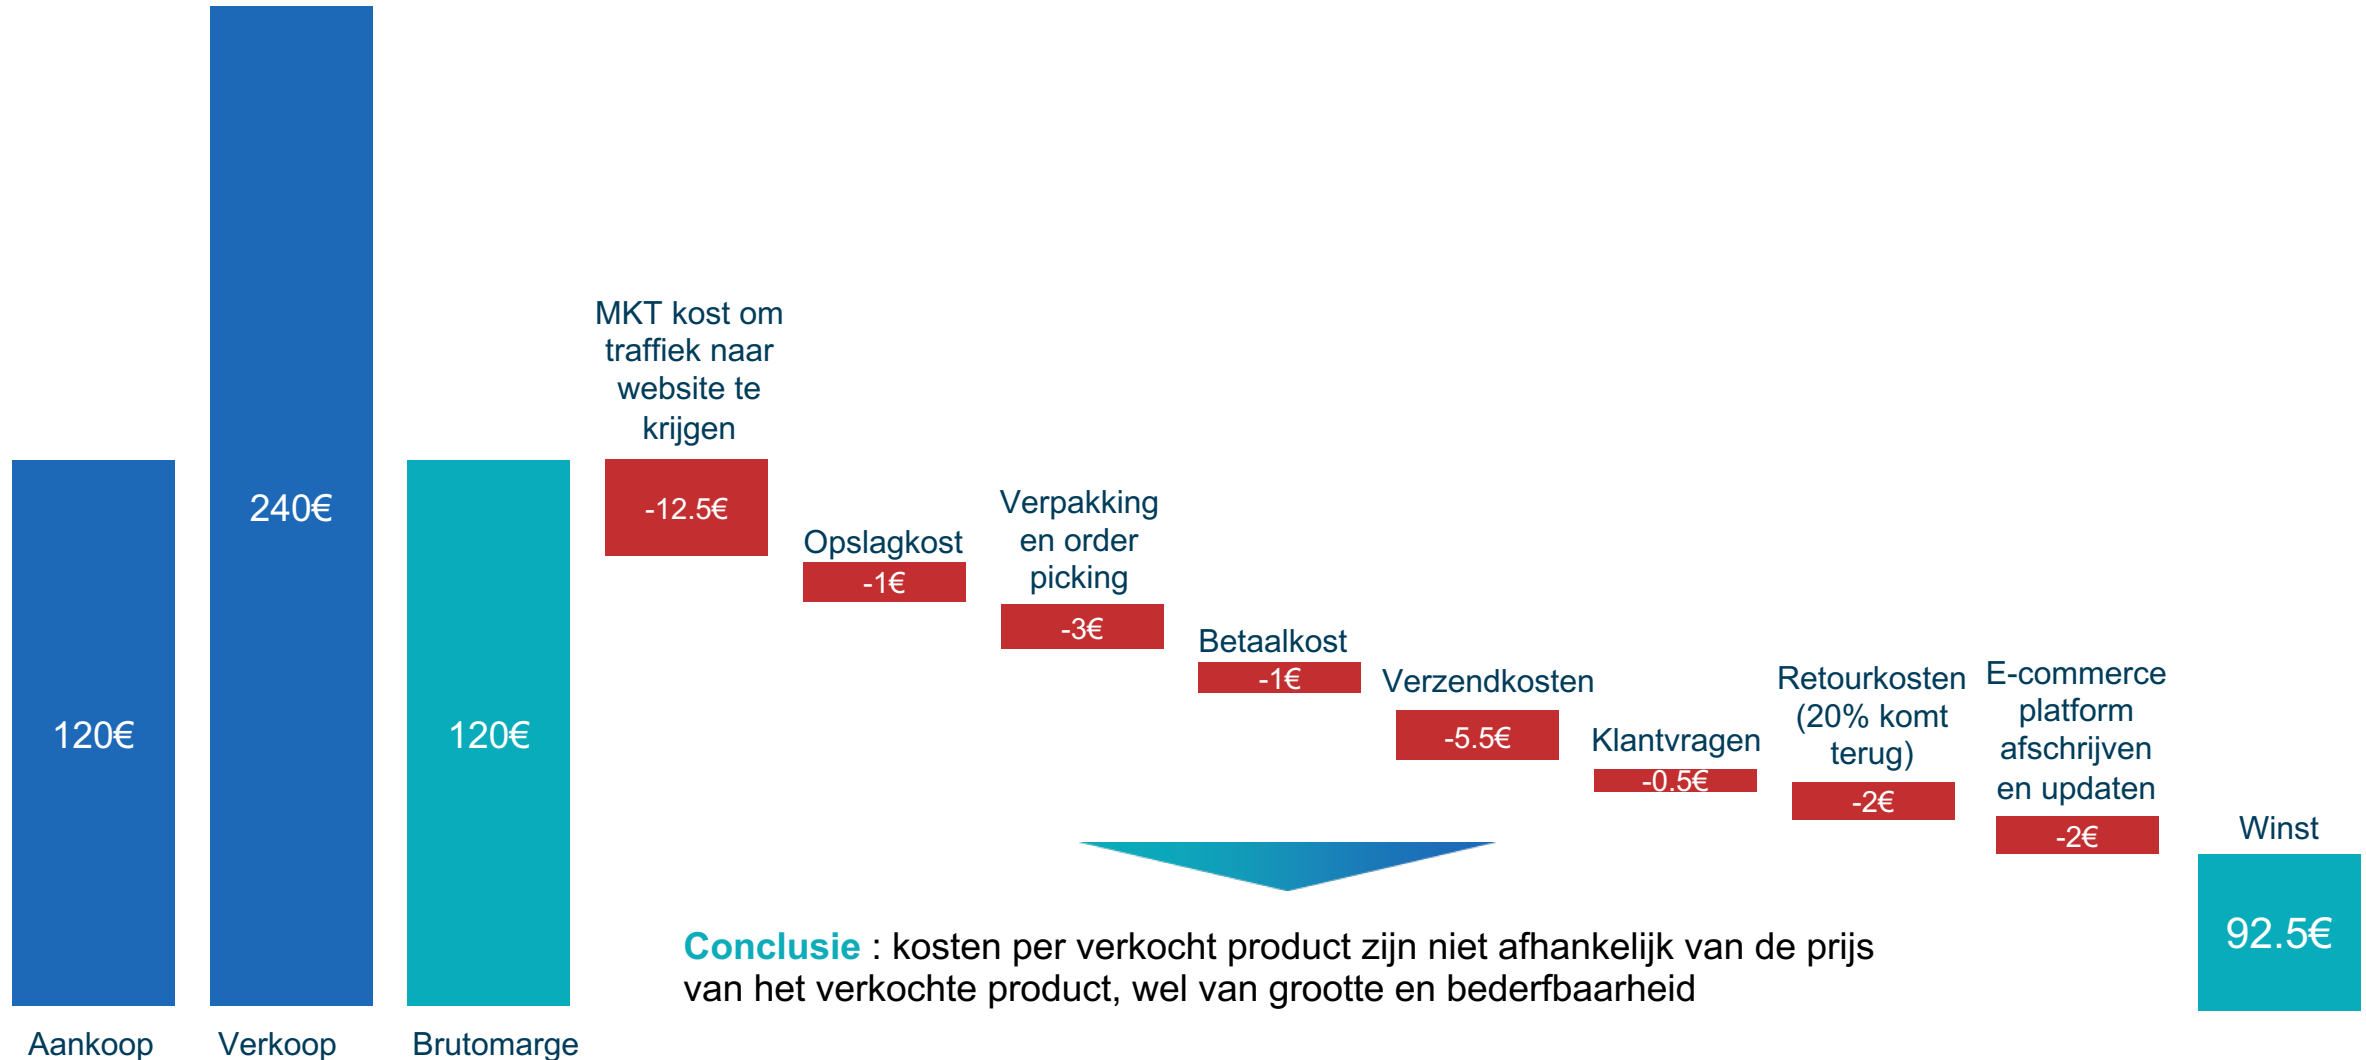 120€
Aankoop
240€
Verkoop
120€
Brutomarge
MKT kost om
traffiek naar
website te
krijgen
-12.5€
Opslagkost
-1€
Verpakking
en order
picking
-3€
Betaalkost
-1€
Verzendkosten
-5.5€
Klantvragen
-0.5€
Retourkosten
(20% komt
terug)
-2€
E-commerce
platform
afschrijven
en updaten
-2€
Winst
92.5€
Conclusie : kosten per verkocht product zijn niet afhankelijk van de prijs
van het verkochte product, wel van grootte en bederfbaarheid